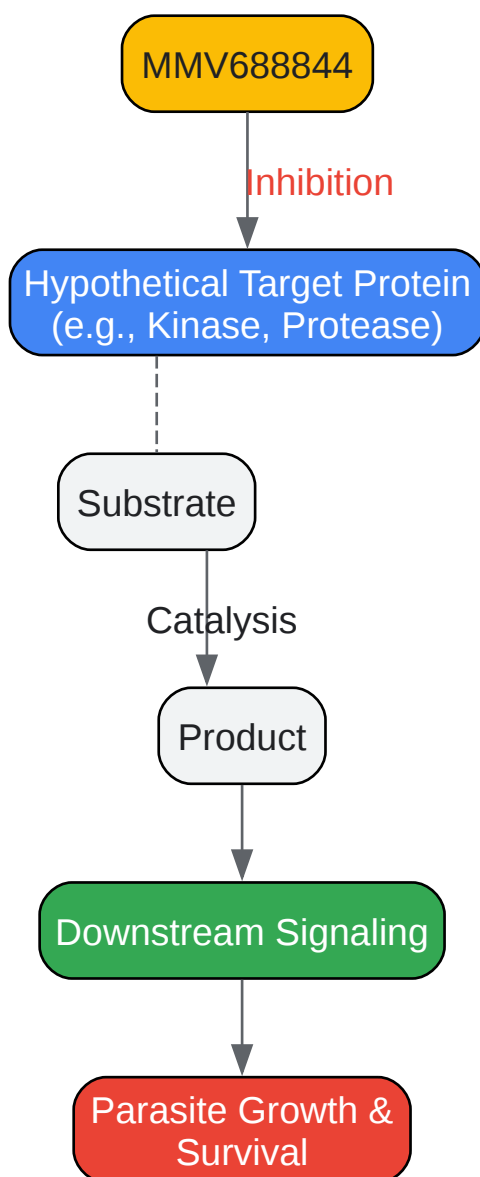 MMV688844
Inhibition
Hypothetical Target Protein
(e.g., Kinase, Protease)
Substrate
Catalysis
Product
Downstream Signaling
Parasite Growth &
Survival